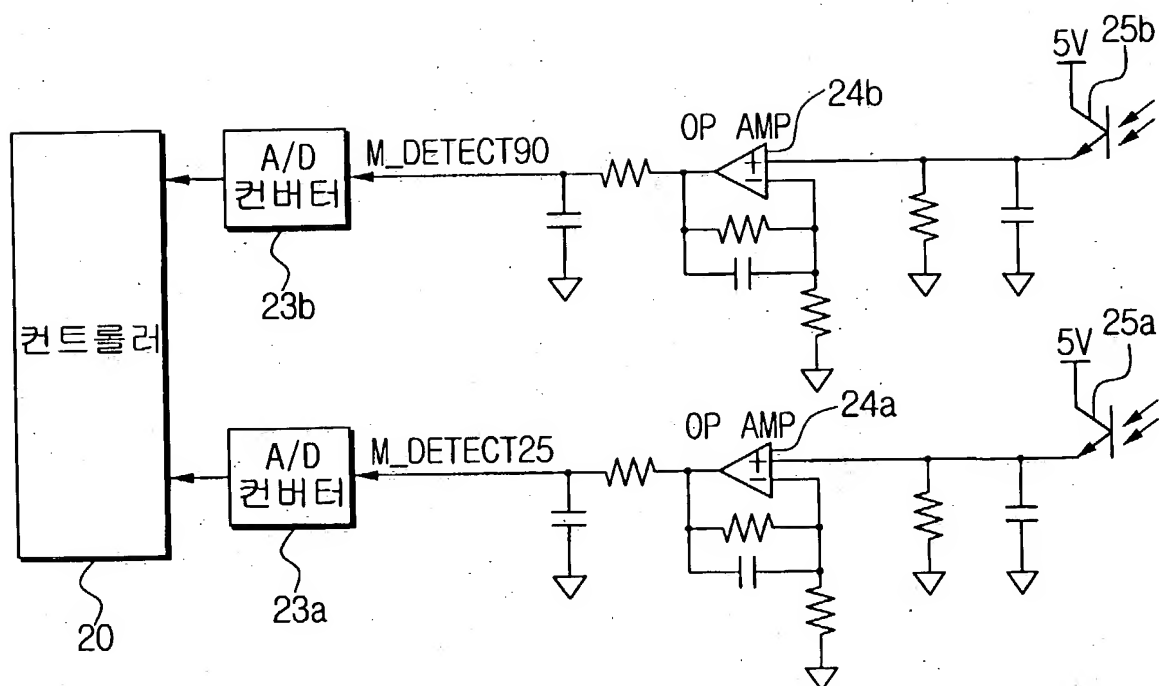 25b
5V
24b
OP AMP
A/D
컨버터
M_DETECT90
23b
컨트롤러
25a
5V
24a
OP AMP
A/D
컨버터
M_DETECT25
23a
20